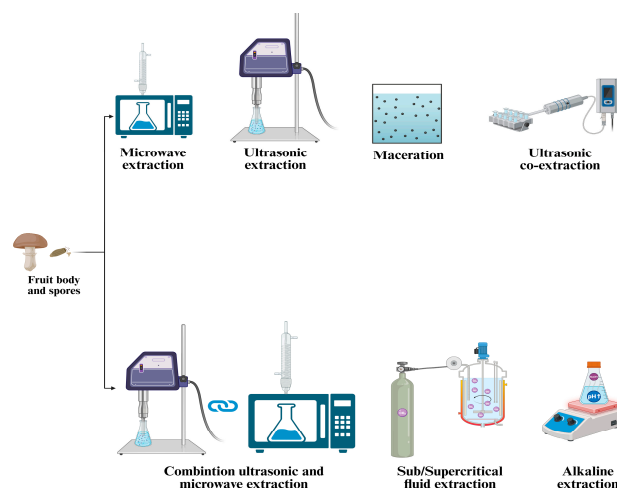 Microwave
extraction
Ultrasonic
extraction
Maceration
Ultrasonic
co-extraction
Fruit body
and spores
Combintion ultrasonic and
microwave extraction
Sub/Supercritical
fluid extraction
Alkaline
extraction
pH↑